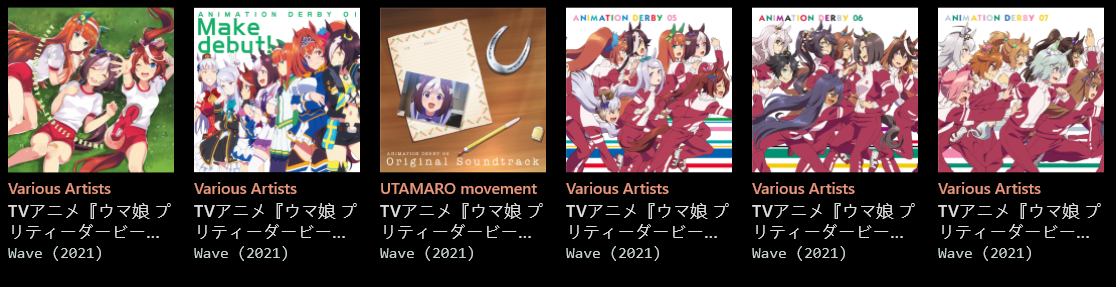 ANIMATION DERBY 01
Make
debut!
ANIMATION DERBY 04
Original Soundtrack
ANIMATION DERBY 05
ANIMATION DERBY 06
ANIMATION DERBY 07
Various Artists
TVアニメ『ウマ娘 プ
リティーダービー...
Wave (2021)
Various Artists
TVアニメ『ウマ娘 プ
リティーダービー...
Wave (2021)
UTAMARO movement
TVアニメ『ウマ娘 プ
リティーダービー...
Wave (2021)
Various Artists
TVアニメ『ウマ娘 プ
リティーダービー...
Wave (2021)
Various Artists
TVアニメ『ウマ娘 プ
リティーダービー...
Wave (2021)
Various Artists
TVアニメ『ウマ娘 プ
リティーダービー...
Wave (2021)